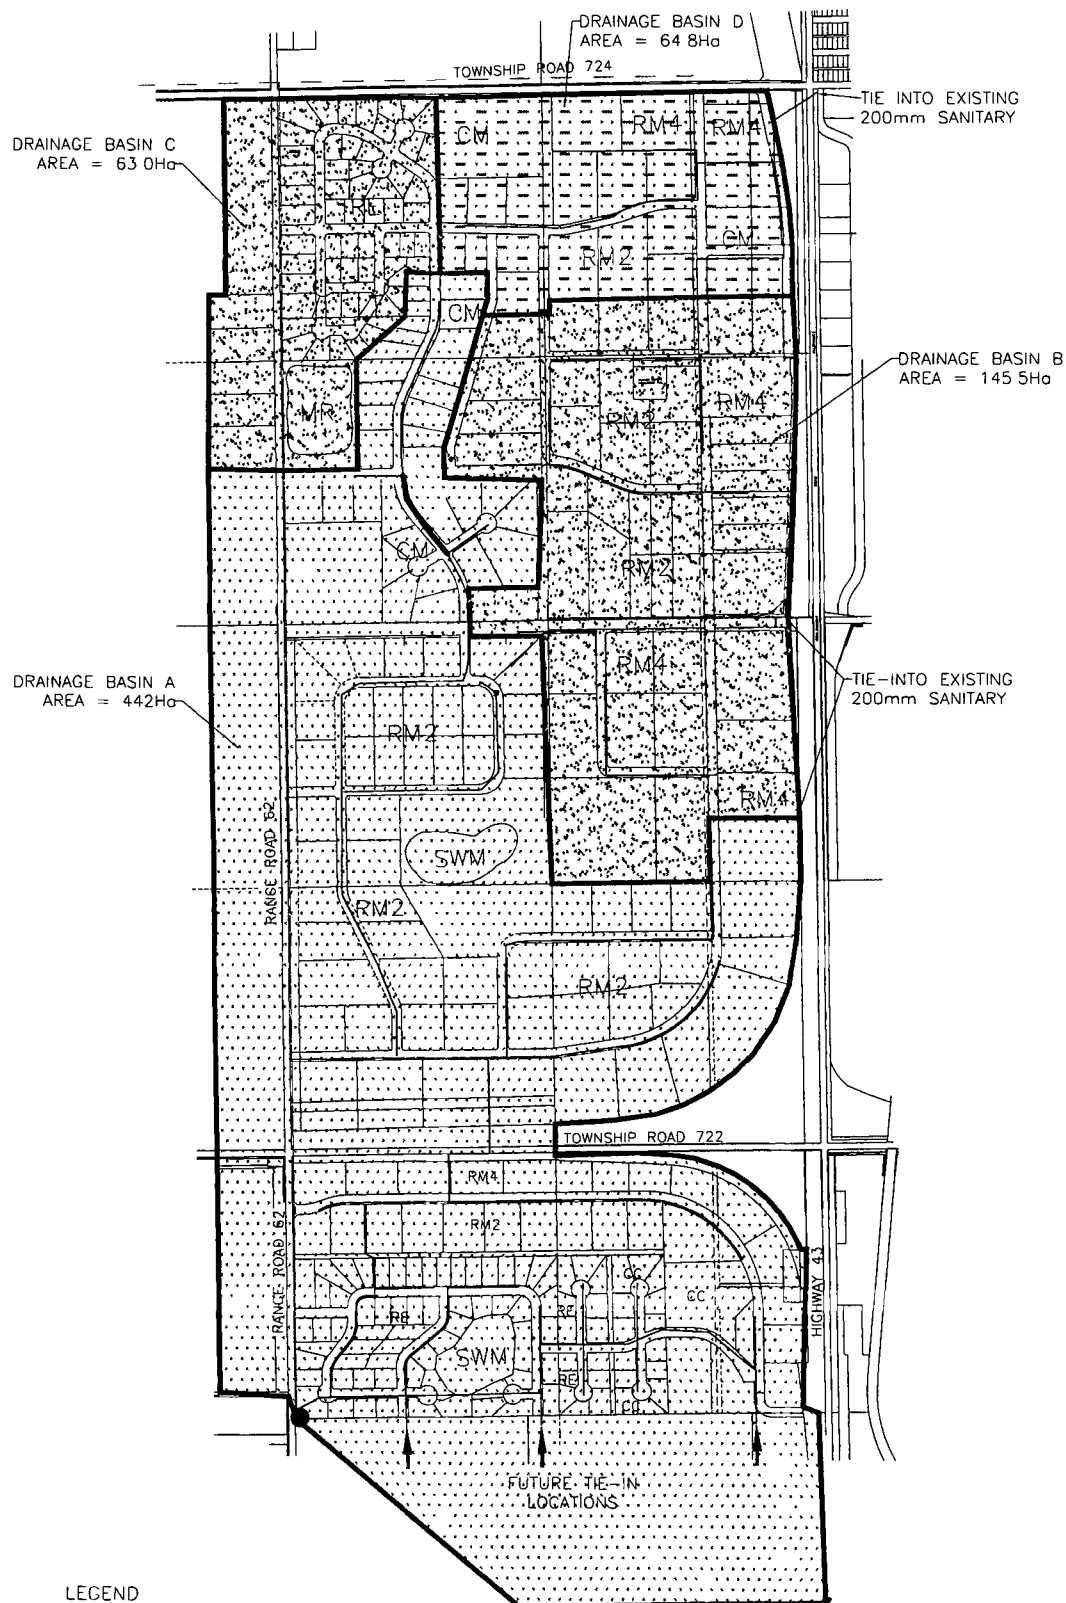 DRAINAGE BASIN D
AREA = 64 8Ha
TOWNSHIP ROAD 724
TIE INTO EXISTING
200mm SANITARY
DRAINAGE BASIN C
AREA = 63 0Ha
CM
RM4
RM4
RE
CM
RM2
CM
DRAINAGE BASIN B
AREA = 145 5Ha
RM4
MR
RM2
CM
RM2
RM4
DRAINAGE BASIN A
AREA = 442Ha
TIE-INTO EXISTING
200mm SANITARY
RM2
RM4
SWM
RANGE ROAD 62
RM2
RM2
TOWNSHIP ROAD 722
RM4
RM2
RANGE ROAD 62
HIGHWAY 43
CC
CC
RE
RE
SWM
RE
CC
FUTURE TIE-IN
LOCATIONS
LEGEND